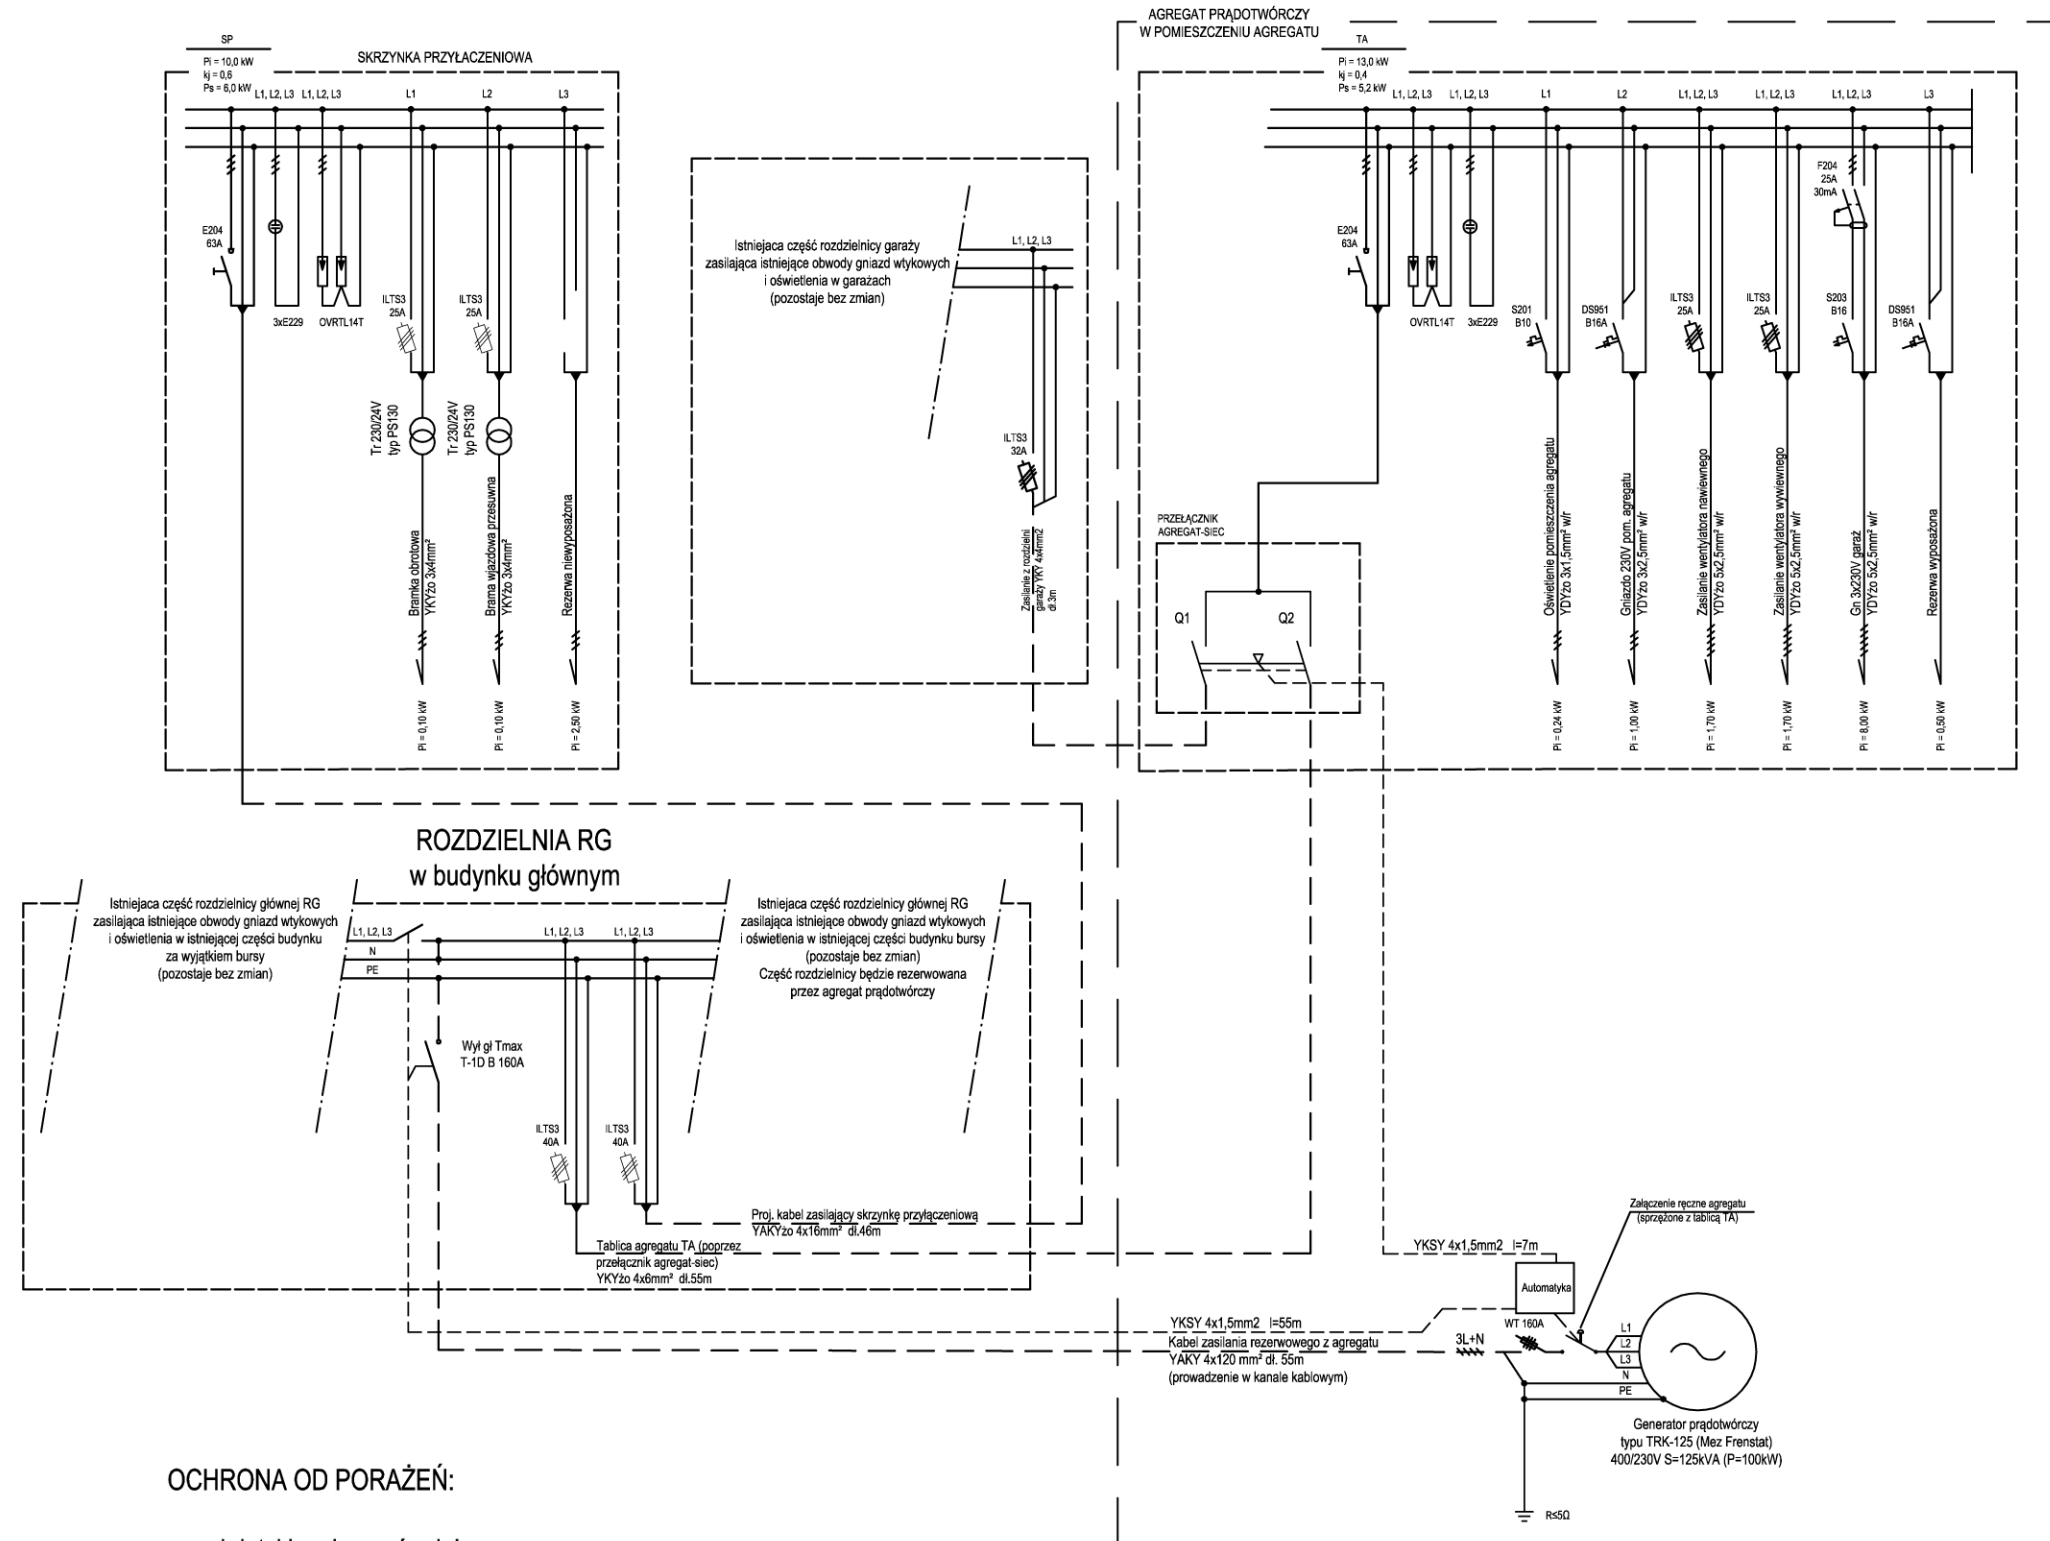 SP
Pi = 10,0 kW
kj = 0,6
Ps = 6,0 kW
SKRZYNKA PRZYŁACZENIOWA
L1, L2, L3
L1, L2, L3
L1
L2
L3
E204
63A
3xE229
OVRTL14T
ILTS3
25A
ILTS3
25A
Tr 230/24V
typ PS130
Tr 230/24V
typ PS130
Bramka obrotowa
YKYżo 3x4mm²
Brama wjazdowa przesuwna
YKYżo 3x4mm²
Rezerwa niewyposażona
Pi = 0,10 kW
Pi = 0,10 kW
Pi = 2,50 kW
Istniejaca część rozdzielnicy garaży
zasilająca istniejące obwody gniazd wtykowych
i oświetlenia w garażach
(pozostaje bez zmian)
L1, L2, L3
ILTS3
32A
Zasilanie z rozdzielni
garaży YKY 4x4mm2
dł.3m
AGREGAT PRĄDOTWÓRCZY
W POMIESZCZENIU AGREGATU
TA
Pi = 13,0 kW
kj = 0,4
Ps = 5,2 kW
L1, L2, L3
L1, L2, L3
L1
L2
L1, L2, L3
L1, L2, L3
L1, L2, L3
L3
E204
63A
OVRTL14T
3xE229
S201
B10
DS951
B16A
ILTS3
25A
ILTS3
25A
F204
25A
30mA
S203
B16
DS951
B16A
Oświetlenie pomieszczenia agregatu
YDYżo 3x1,5mm² w/r
Gniazdo 230V pom. agregatu
YDYżo 3x2,5mm² w/r
Zasilanie wentylatora nawiewnego
YDYżo 5x2,5mm² w/r
Zasilanie wentylatora wywiewnego
YDYżo 5x2,5mm² w/r
Gn 3x230V garaż
YDYżo 5x2,5mm² w/r
Rezerwa wyposażona
Pi = 0,24 kW
Pi = 1,00 kW
Pi = 1,70 kW
Pi = 1,70 kW
Pi = 8,00 kW
Pi = 0,50 kW
PRZEŁĄCZNIK
AGREGAT-SIEC
Q1
Q2
ROZDZIELNIA RG
w budynku głównym
Istniejaca część rozdzielnicy głównej RG
zasilająca istniejące obwody gniazd wtykowych
i oświetlenia w istniejącej części budynku
za wyjątkiem bursy
(pozostaje bez zmian)
L1, L2, L3
N
PE
L1, L2, L3
L1, L2, L3
Istniejaca część rozdzielnicy głównej RG
zasilająca istniejące obwody gniazd wtykowych
i oświetlenia w istniejącej części budynku bursy
(pozostaje bez zmian)
Część rozdzielnicy będzie rezerwowana
przez agregat prądotwórczy
Wył gł Tmax
T-1D B 160A
ILTS3
40A
ILTS3
40A
Proj. kabel zasilający skrzynkę przyłączeniową
YAKYżo 4x16mm² dł.46m
Tablica agregatu TA (poprzez
przełącznik agregat-siec)
YKYżo 4x6mm² dł.55m
Załączenie ręczne agregatu
(sprzężone z tablicą TA)
YKSY 4x1,5mm2 l=7m
Automatyka
WT 160A
YKSY 4x1,5mm2 l=55m
Kabel zasilania rezerwowego z agregatu
YAKY 4x120 mm² dł. 55m
(prowadzenie w kanale kablowym)
3L+N
L1
L2
L3
N
PE
Generator prądotwórczy
typu TRK-125 (Mez Frenstat)
400/230V S=125kVA (P=100kW)
R≤5Ω
OCHRONA OD PORAŻEŃ: